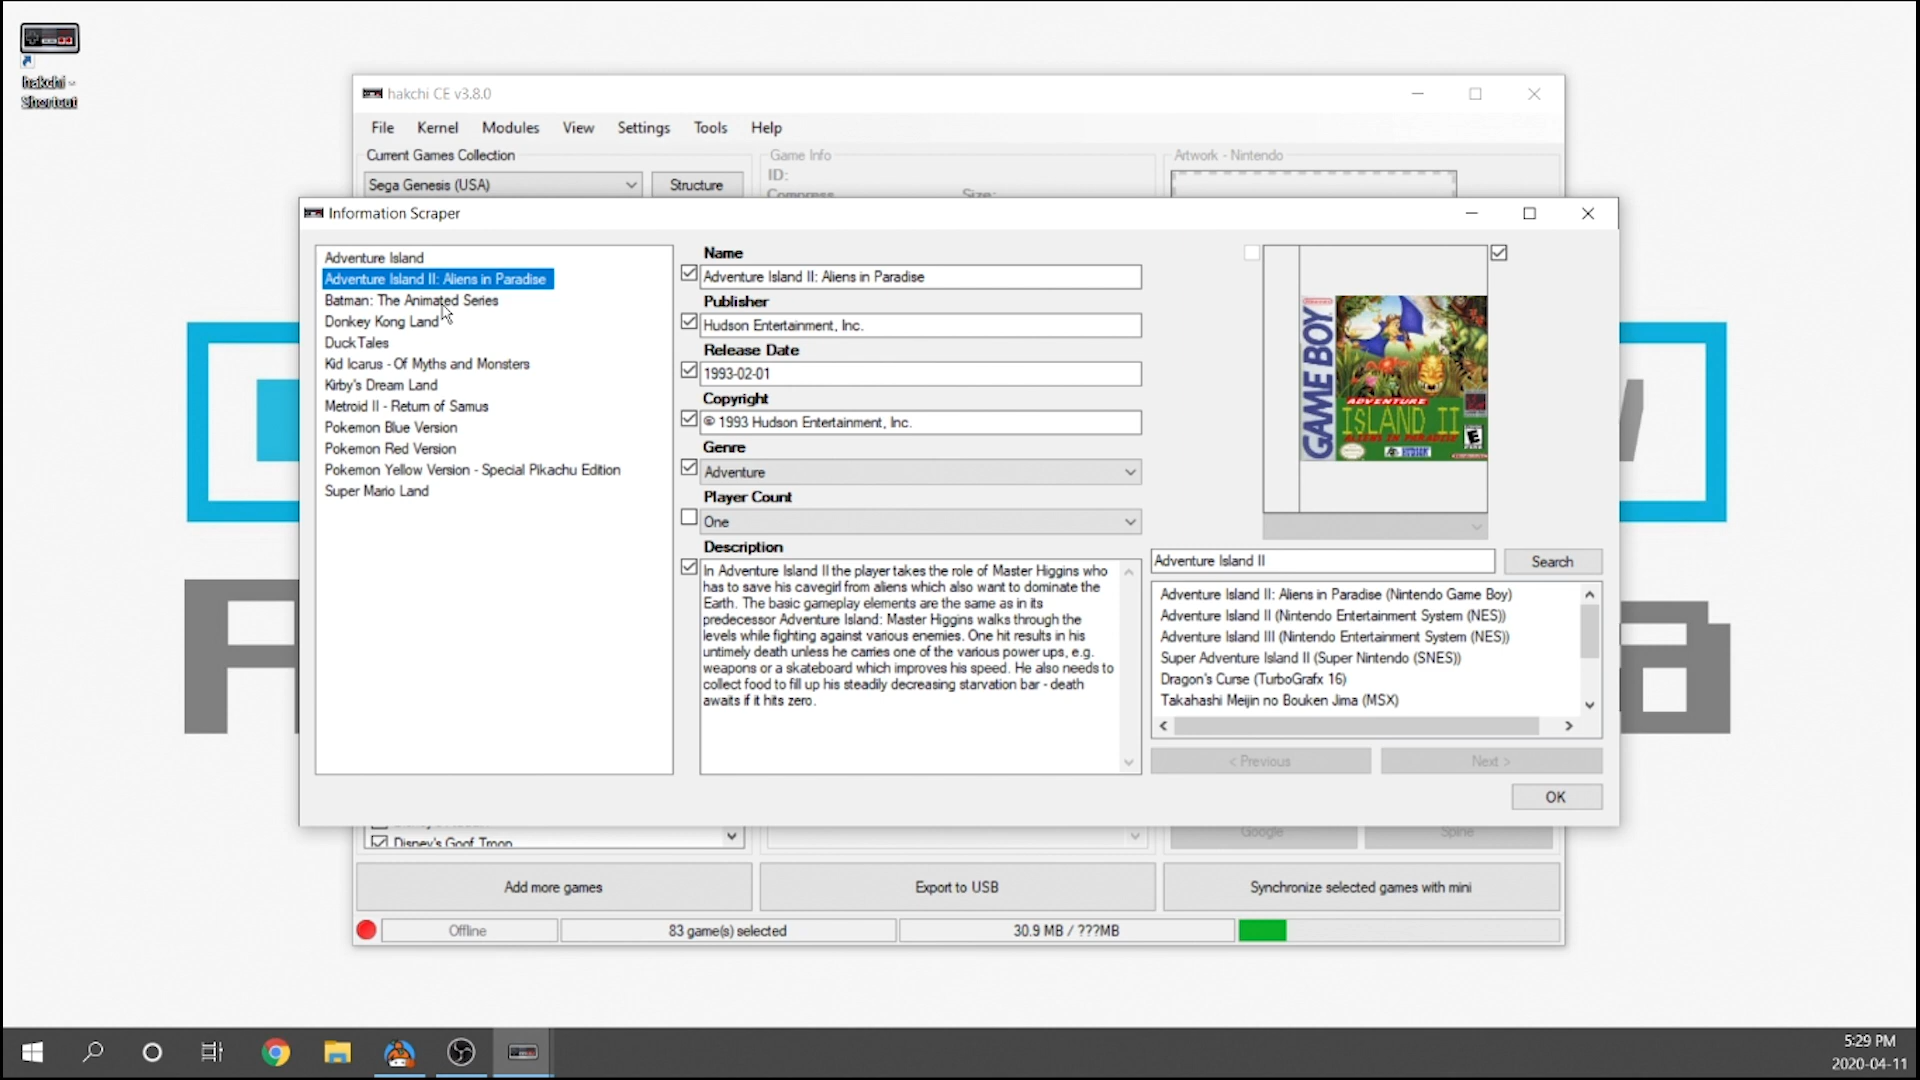 hakchi -
Shortcut
hakchi CE v3.8.0
File Kernel Modules View Settings Tools Help
Current Games Collection
Game Info
Artwork - Nintendo
Sega Genesis (USA)
Structure
ID:
Compress
Size:
Information Scraper
Adventure Island
Adventure Island II: Aliens in Paradise
Batman: The Animated Series
Donkey Kong Land
DuckTales
Kid Icarus - Of Myths and Monsters
Kirby's Dream Land
Metroid II - Return of Samus
Pokemon Blue Version
Pokemon Red Version
Pokemon Yellow Version - Special Pikachu Edition
Super Mario Land
Name
Adventure Island II: Aliens in Paradise
Publisher
Hudson Entertainment, Inc.
Release Date
1993-02-01
Copyright
© 1993 Hudson Entertainment, Inc.
Genre
Adventure
Player Count
One
Description
In Adventure Island II the player takes the role of Master Higgins who
has to save his cavegirl from aliens which also want to dominate the
Earth. The basic gameplay elements are the same as in its
predecessor Adventure Island: Master Higgins walks through the
levels while fighting against various enemies. One hit results in his
untimely death unless he carries one of the various power ups, e.g.
weapons or a skateboard which improves his speed. He also needs to
collect food to fill up his steadily decreasing starvation bar - death
awaits if it hits zero.
GAME BOY
ADVENTURE
ISLAND II
ALIENS IN PARADISE
E
HUDSON
Adventure Island II
Search
Adventure Island II: Aliens in Paradise (Nintendo Game Boy)
Adventure Island II (Nintendo Entertainment System (NES))
Adventure Island III (Nintendo Entertainment System (NES))
Super Adventure Island II (Super Nintendo (SNES))
Dragon's Curse (TurboGrafx 16)
Takahashi Meijin no Bouken Jima (MSX)
< Previous
Next >
OK
Disney's Goof Troop
Google
Spine
Add more games
Export to USB
Synchronize selected games with mini
Offline
83 game(s) selected
30.9 MB / ???MB
5:29 PM
2020-04-11